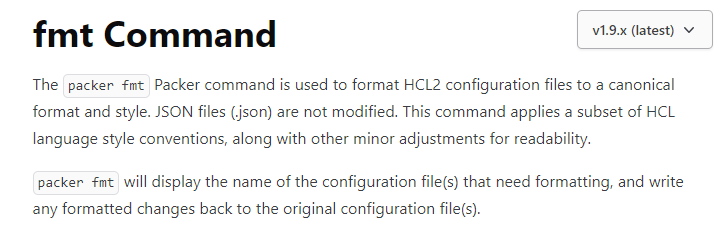 fmt Command
v1.9.x (latest)
The packer fmt Packer command is used to format HCL2 configuration files to a canonical
format and style. JSON files (.json) are not modified. This command applies a subset of HCL
language style conventions, along with other minor adjustments for readability.
packer fmt will display the name of the configuration file(s) that need formatting, and write
any formatted changes back to the original configuration file(s).